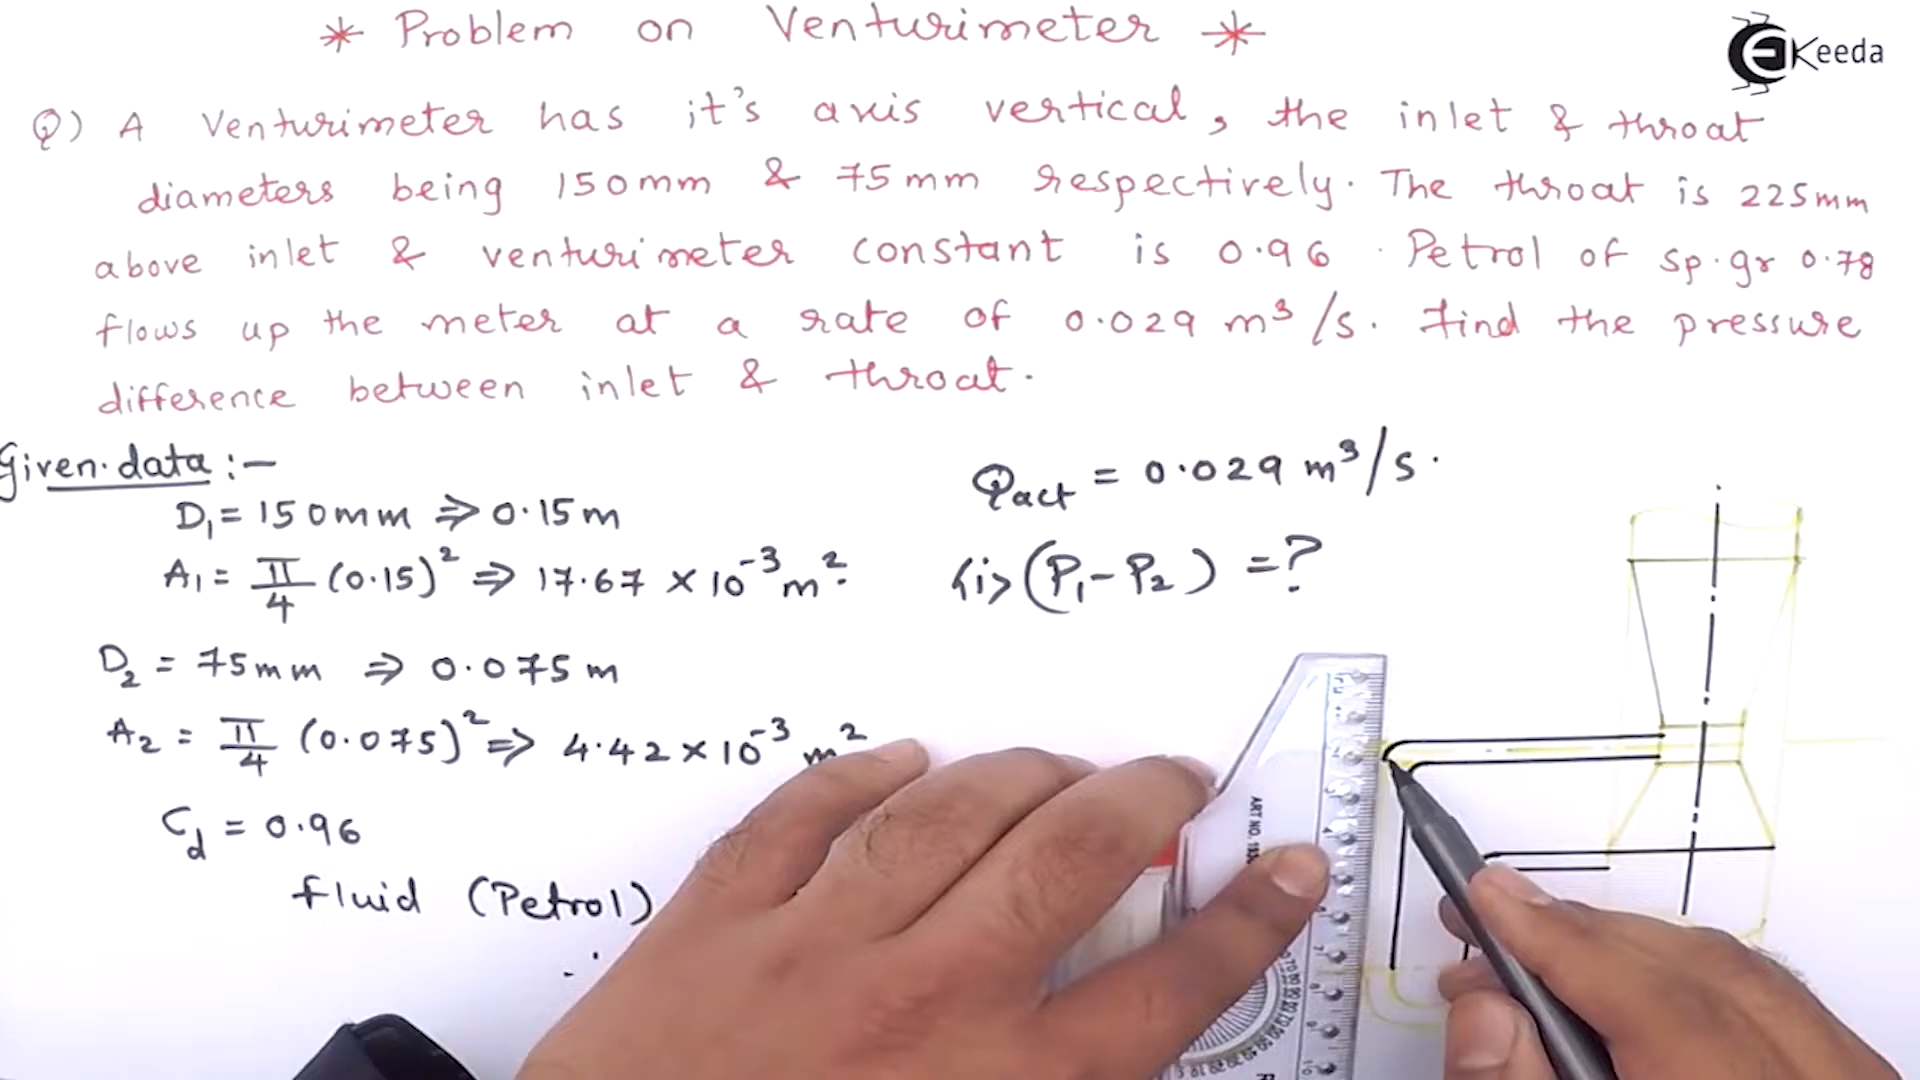 * Problem on Venturimeter *
Keeda
Q) A Venturimeter has it's axis vertical, the inlet & throat
diameters being 150mm & 75mm respectively. The throat is 225mm
above inlet & venturimeter constant is 0.96. Petrol of sp.gr 0.78
flows up the meter at a rate of 0.029 m³/s. Find the pressure
difference between inlet & throat.
Given data :-
D₁ = 150mm ⇒ 0.15m
A₁ = π/4 (0.15)² ⇒ 17.67 × 10⁻³ m².
D₂ = 75mm ⇒ 0.075m
A₂ = π/4 (0.075)² ⇒ 4.42 × 10⁻³ m²
Cd = 0.96
fluid (Petrol)
Qact = 0.029 m³/s.
(i) (P₁ - P₂) = ?
ART NO.